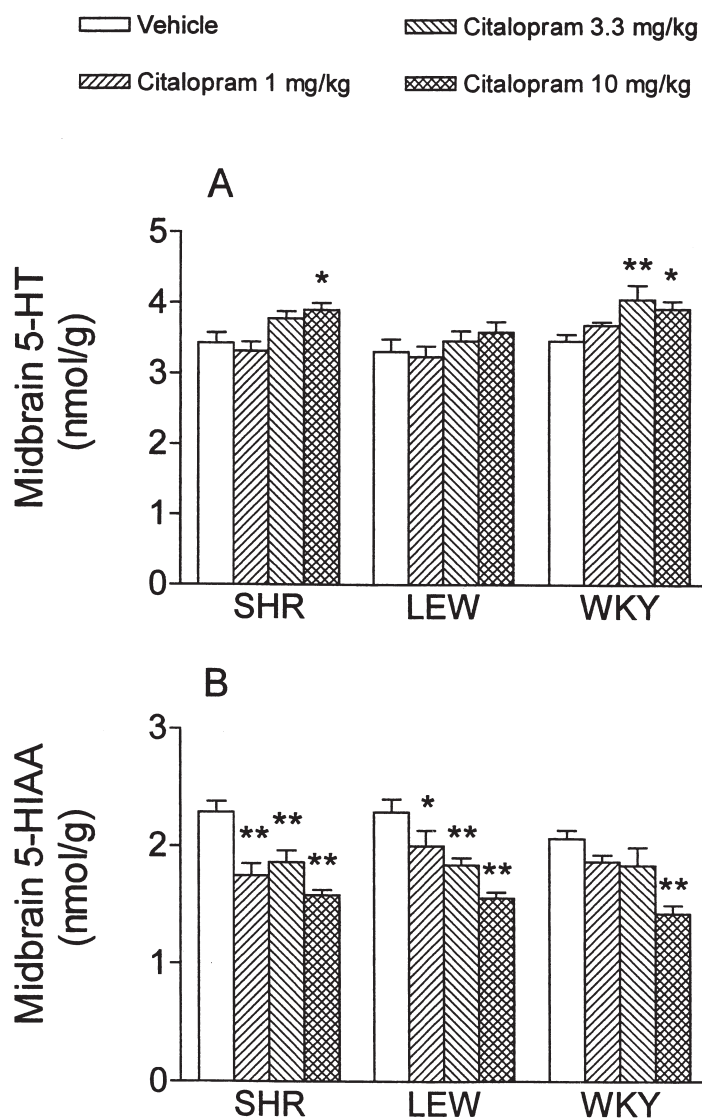 Vehicle
Citalopram 3.3 mg/kg
Citalopram 1 mg/kg
Citalopram 10 mg/kg
A
Midbrain 5-HT
(nmol/g)
5
4
3
2
1
0
*
** *
SHR LEW WKY
B
Midbrain 5-HIAA
(nmol/g)
3
2
1
0
** ** **
* ** **
**
SHR LEW WKY